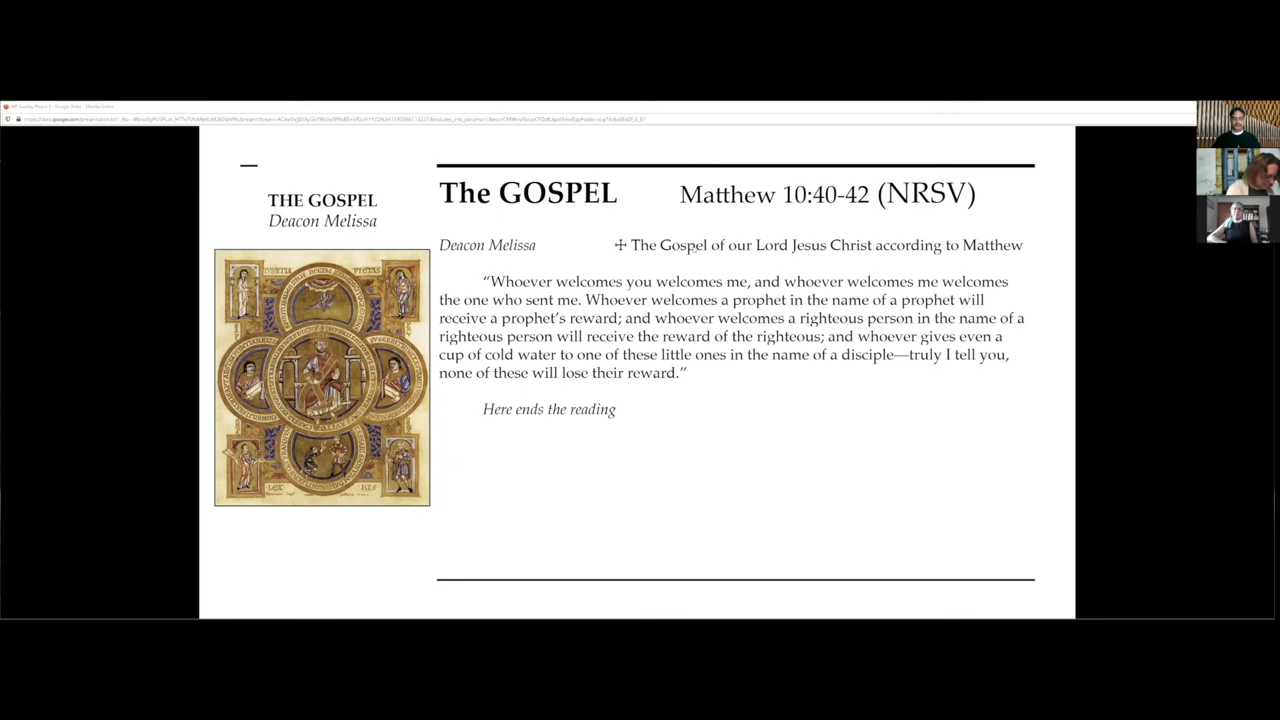 THE GOSPEL
Deacon Melissa
The GOSPEL Matthew 10:40-42 (NRSV)
Deacon Melissa ☩ The Gospel of our Lord Jesus Christ according to Matthew
“Whoever welcomes you welcomes me, and whoever welcomes me welcomes
the one who sent me. Whoever welcomes a prophet in the name of a prophet will
receive a prophet’s reward; and whoever welcomes a righteous person in the name of a
righteous person will receive the reward of the righteous; and whoever gives even a
cup of cold water to one of these little ones in the name of a disciple—truly I tell you,
none of these will lose their reward.”
Here ends the reading